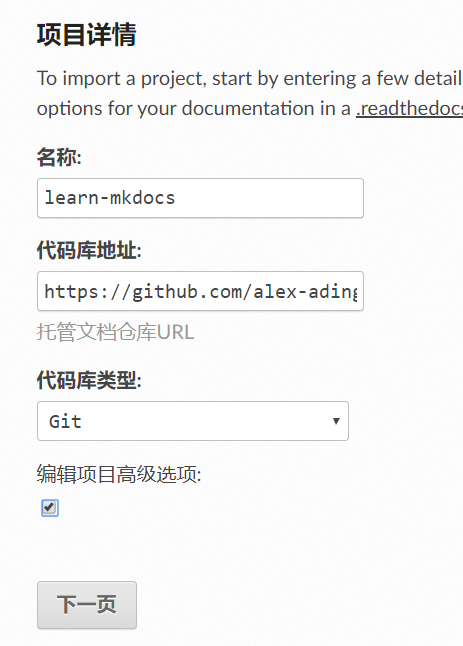 项目详情
To import a project, start by entering a few detail
options for your documentation in a .readthedocs
名称:
learn-mkdocs
代码库地址:
https://github.com/alex-ading
托管文档仓库URL
代码库类型:
Git
编辑项目高级选项:
下一页